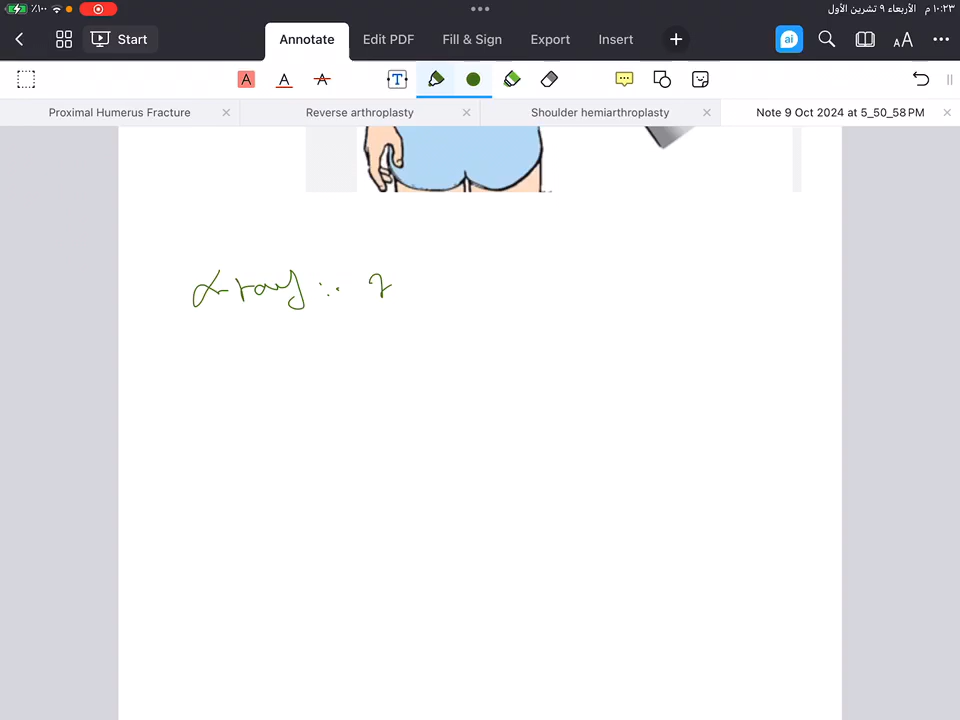 ٪١٠٠ ١٠:٢٣ م الأربعاء ٩ تشرين الأول
Start Annotate Edit PDF Fill & Sign Export Insert ai AA
A A A T
Proximal Humerus Fracture Reverse arthroplasty Shoulder hemiarthroplasty Note 9 Oct 2024 at 5_50_58 PM
x-ray :-